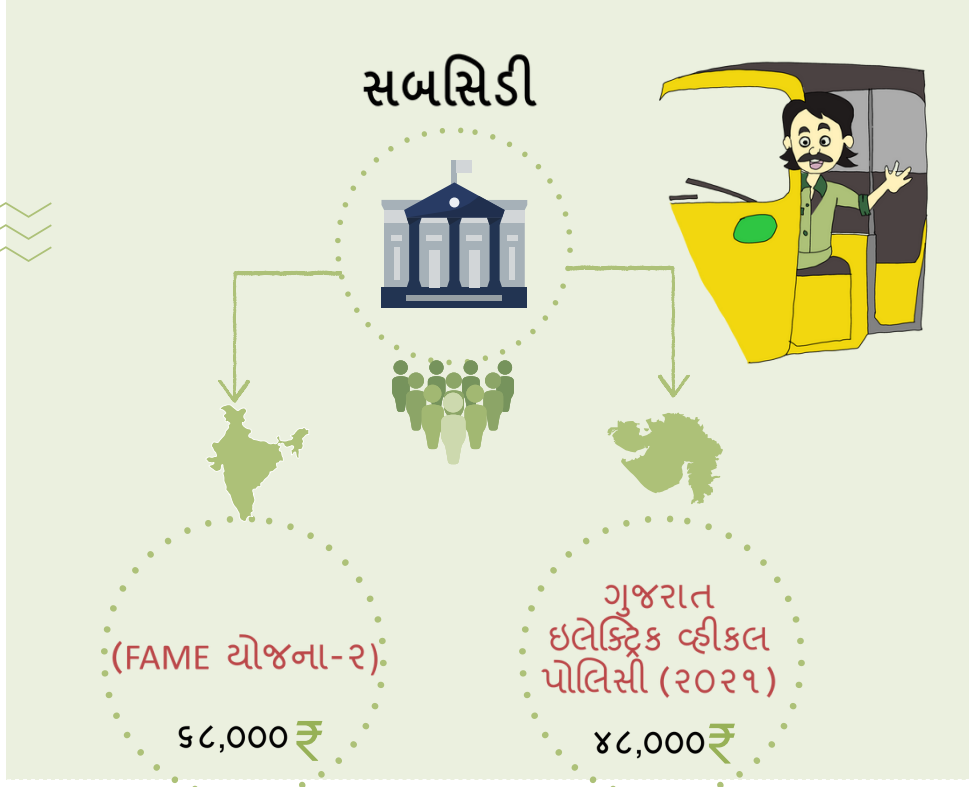 સબસિડી
(FAME યોજના-૨)
૬૮,૦૦૦ ₹
ગુજરાત
ઇલેક્ટ્રિક વ્હીકલ
પોલિસી (૨૦૨૧)
૪૮,૦૦૦ ₹